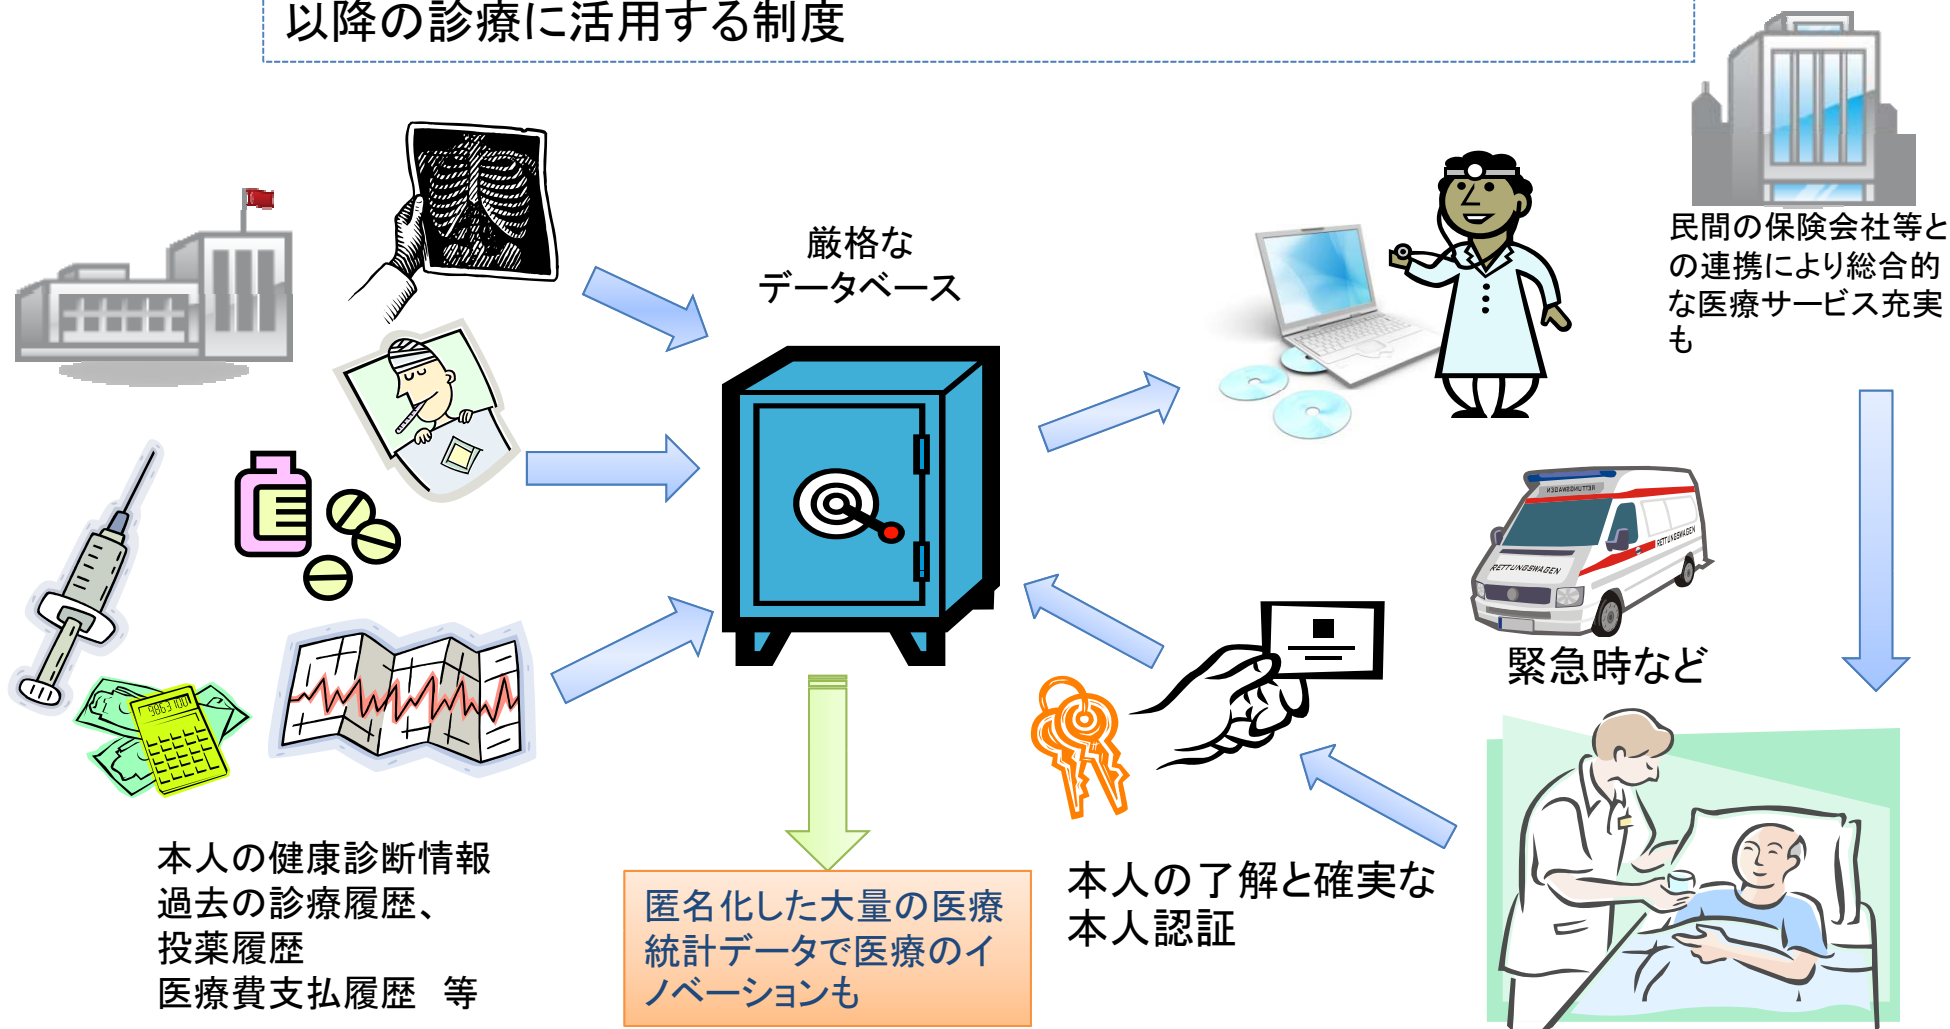 以降の診療に活用する制度
民間の保険会社等と
の連携により総合的
な医療サービス充実
も
厳格な
データベース
RETTUNGSWAGEN
RETTUNGSWAGEN
RETTUNGSWAGEN
緊急時など
本人の健康診断情報
過去の診療履歴、
投薬履歴
医療費支払履歴 等
匿名化した大量の医療
統計データで医療のイ
ノベーションも
本人の了解と確実な
本人認証